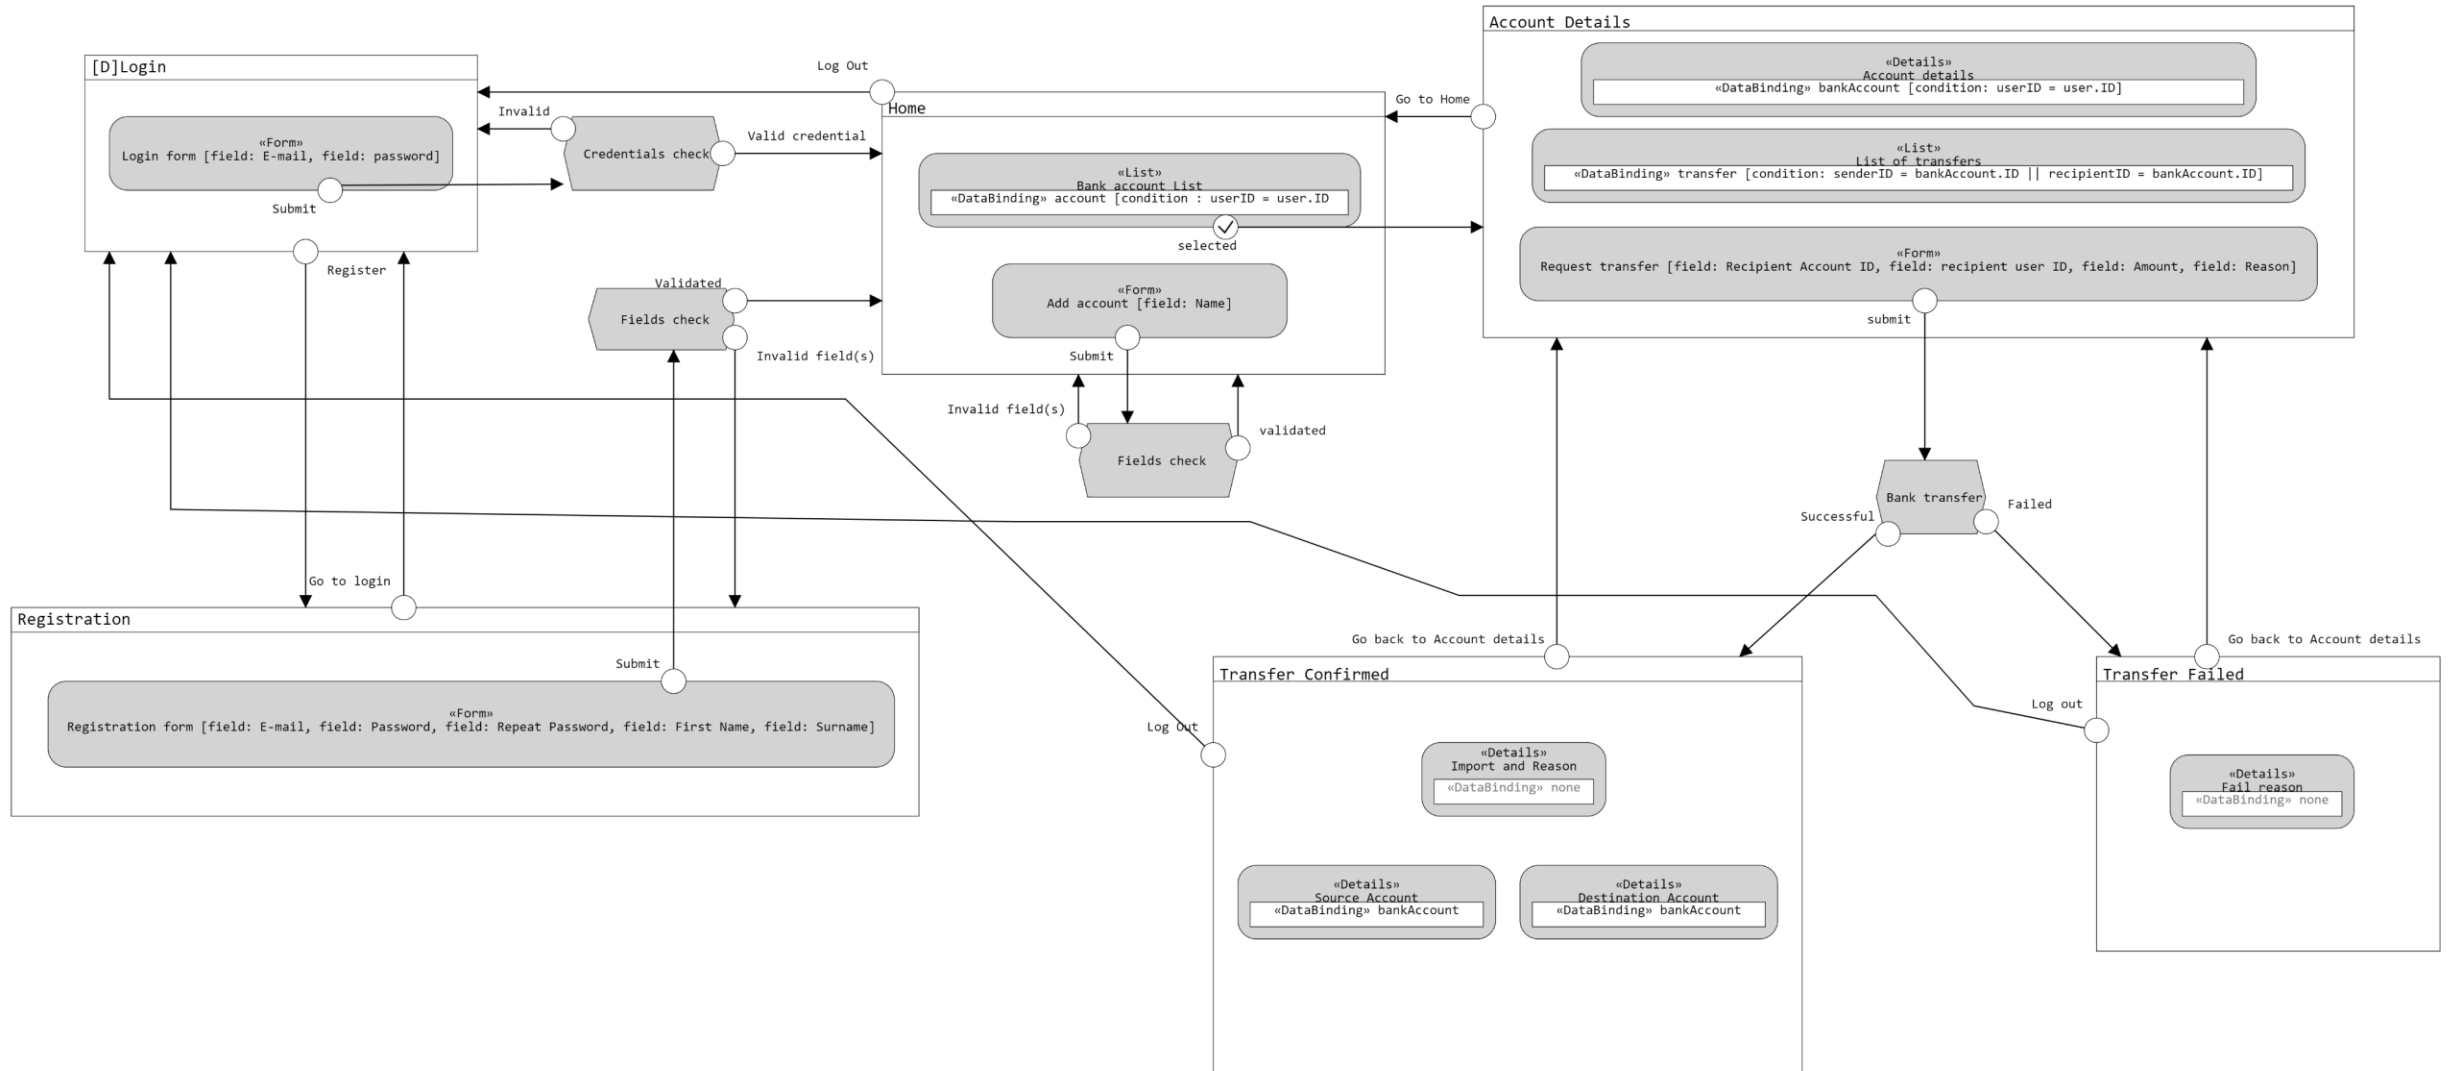 Account Details
«Details»
Account details
«DataBinding» bankAccount [condition: userID = user.ID]
«List»
List of transfers
«DataBinding» transfer [condition: senderID = bankAccount.ID || recipientID = bankAccount.ID]
«Form»
Request transfer [field: Recipient Account ID, field: recipient user ID, field: Amount, field: Reason]
submit
Go to Home
[D]Login
«Form»
Login form [field: E-mail, field: password]
Submit
Register
Log Out
Invalid
Credentials check
Valid credential
Home
«List»
Bank account List
«DataBinding» account [condition : userID = user.ID
selected
«Form»
Add account [field: Name]
Submit
Validated
Fields check
Invalid field(s)
Invalid field(s)
validated
Fields check
Bank transfer
Successful
Failed
Go to login
Registration
Submit
«Form»
Registration form [field: E-mail, field: Password, field: Repeat Password, field: First Name, field: Surname]
Go back to Account details
Transfer Confirmed
Log Out
«Details»
Import and Reason
«DataBinding» none
«Details»
Source Account
«DataBinding» bankAccount
«Details»
Destination Account
«DataBinding» bankAccount
Go back to Account details
Transfer Failed
Log out
«Details»
Fail reason
«DataBinding» none